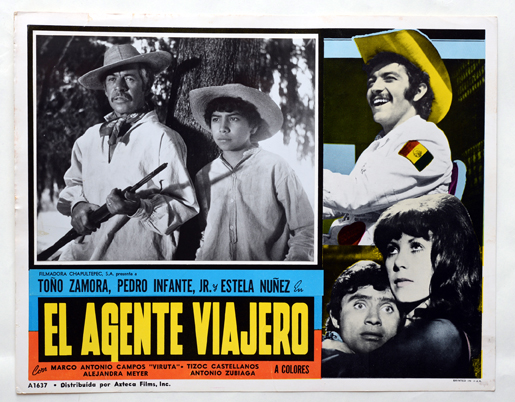 FILMADORA CHAPULTEPEC, S.A. presenta a
TOÑO ZAMORA, PEDRO INFANTE, JR. y ESTELA NUÑEZ en
EL AGENTE VIAJERO
con MARCO ANTONIO CAMPOS "VIRUTA" • TIZOC CASTELLANOS
ALEJANDRA MEYER ANTONIO ZUBIAGA
A COLORES
A1637 • Distribuida por Azteca Films, Inc.